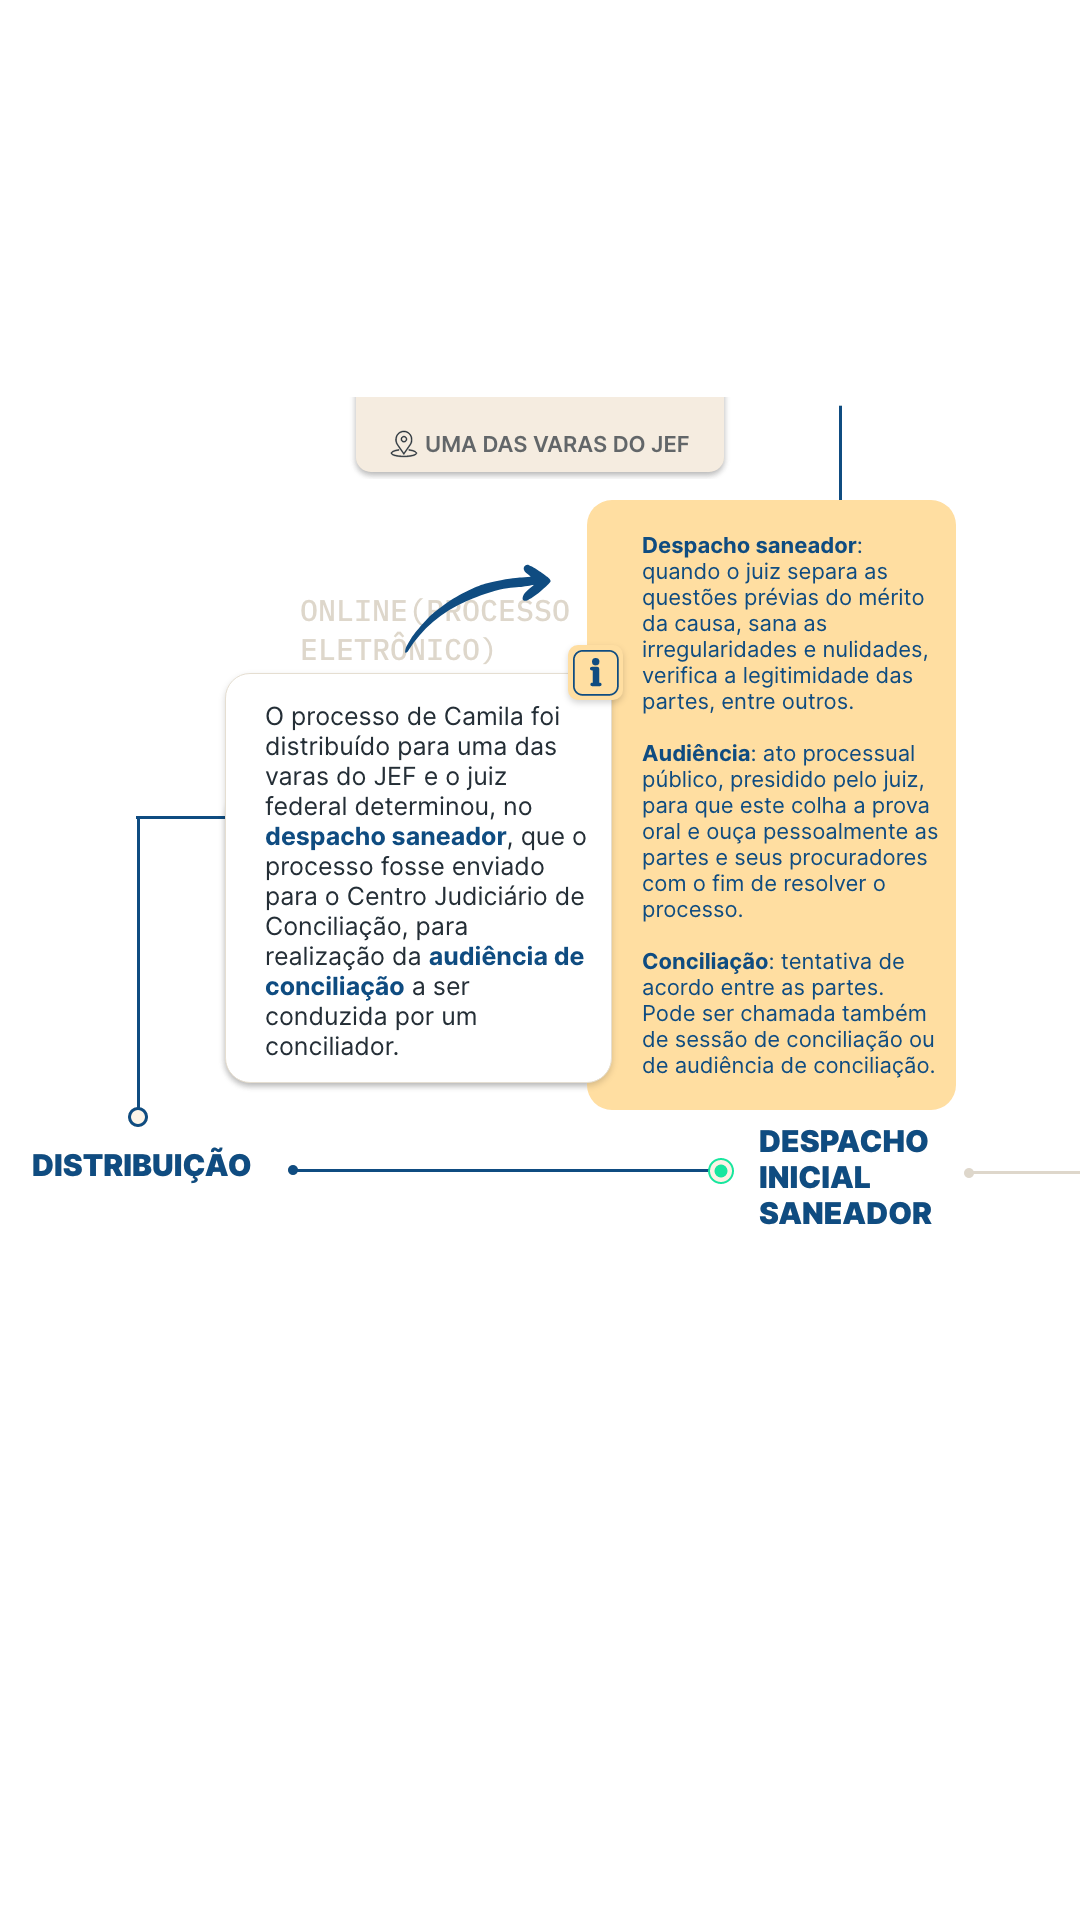 UMA DAS VARAS DO JEF
ONLINE(PROCESSO
ELETRÔNICO)
O processo de Camila foi
distribuído para uma das
varas do JEF e o juiz
federal determinou, no
despacho saneador, que o
processo fosse enviado
para o Centro Judiciário de
Conciliação, para
realização da audiência de
conciliação a ser
conduzida por um
conciliador.
i
Despacho saneador:
quando o juiz separa as
questões prévias do mérito
da causa, sana as
irregularidades e nulidades,
verifica a legitimidade das
partes, entre outros.
Audiência: ato processual
público, presidido pelo juiz,
para que este colha a prova
oral e ouça pessoalmente as
partes e seus procuradores
com o fim de resolver o
processo.
Conciliação: tentativa de
acordo entre as partes.
Pode ser chamada também
de sessão de conciliação ou
de audiência de conciliação.
DISTRIBUIÇÃO
DESPACHO
INICIAL
SANEADOR